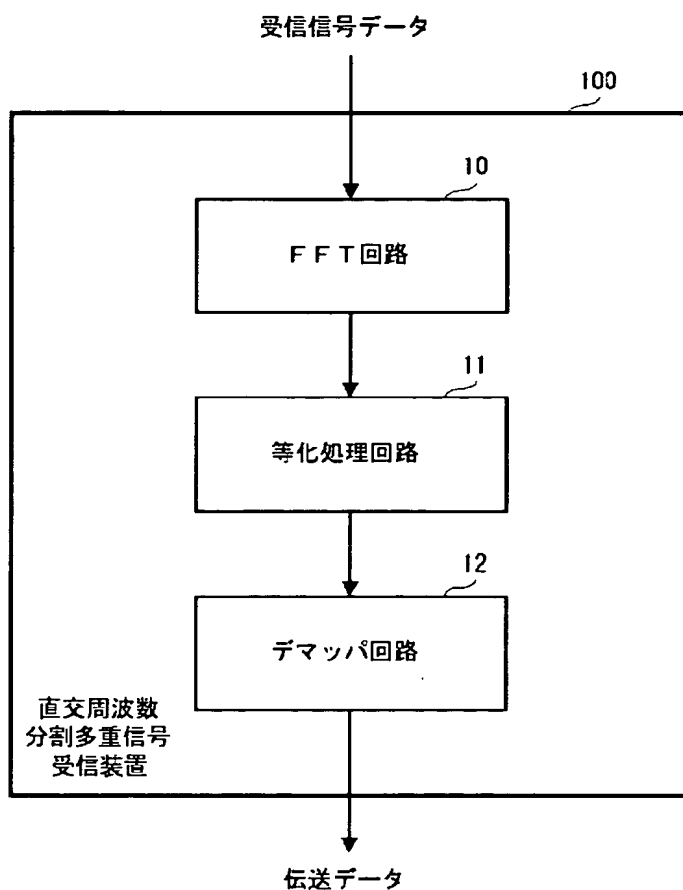 受信信号データ
100
10
ＦＦＴ回路
11
等化処理回路
12
デマッパ回路
直交周波数
分割多重信号
受信装置
伝送データ